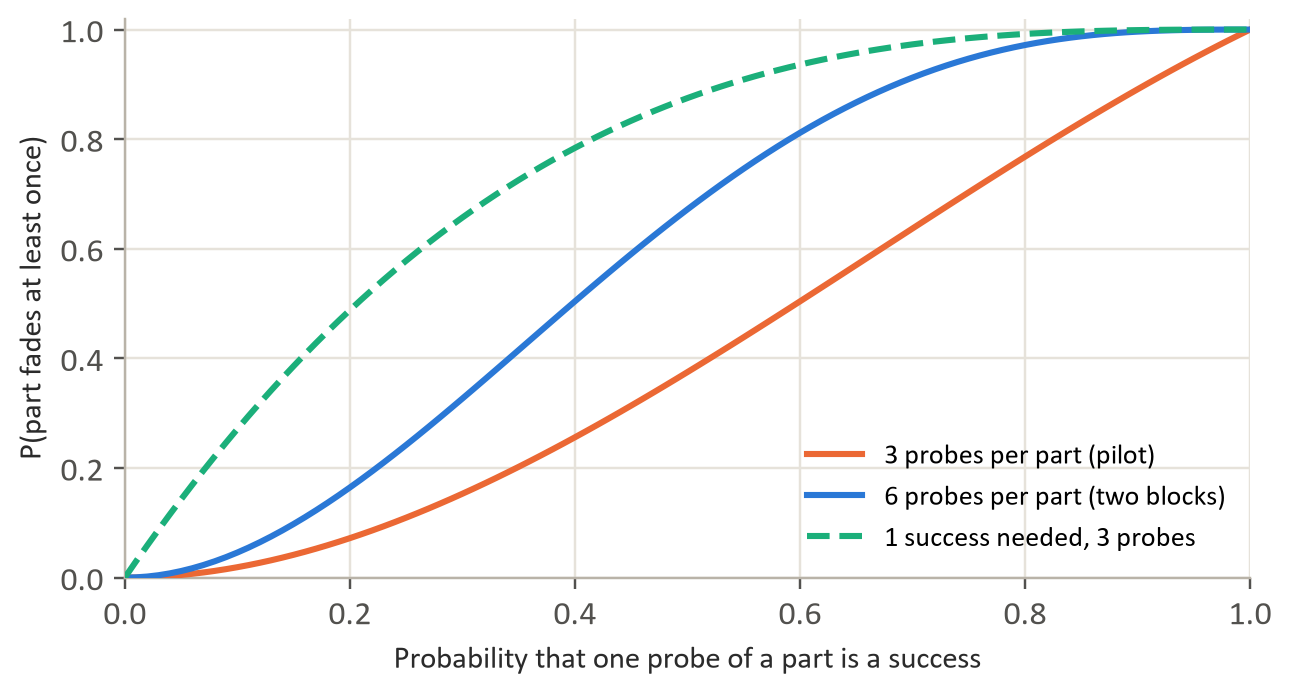 1.0
0.8
0.6
0.4
0.2
0.0
P(part fades at least once)
3 probes per part (pilot)
6 probes per part (two blocks)
1 success needed, 3 probes
0.0 0.2 0.4 0.6 0.8 1.0
Probability that one probe of a part is a success